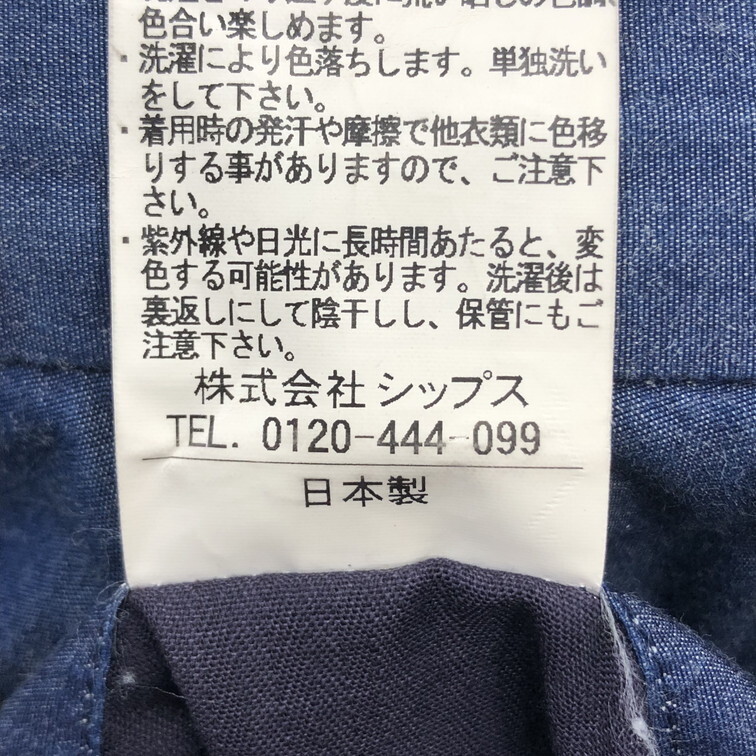 色合い楽しめます。
・洗濯により色落ちします。単独洗い
をして下さい。
・着用時の発汗や摩擦で他衣類に色移
りする事がありますので、ご注意下
さい。
・紫外線や日光に長時間あたると、変
色する可能性があります。洗濯後は
裏返しにして陰干しし、保管にもご
注意下さい。
株式会社 シップス
TEL. 0120-444-099
日本製